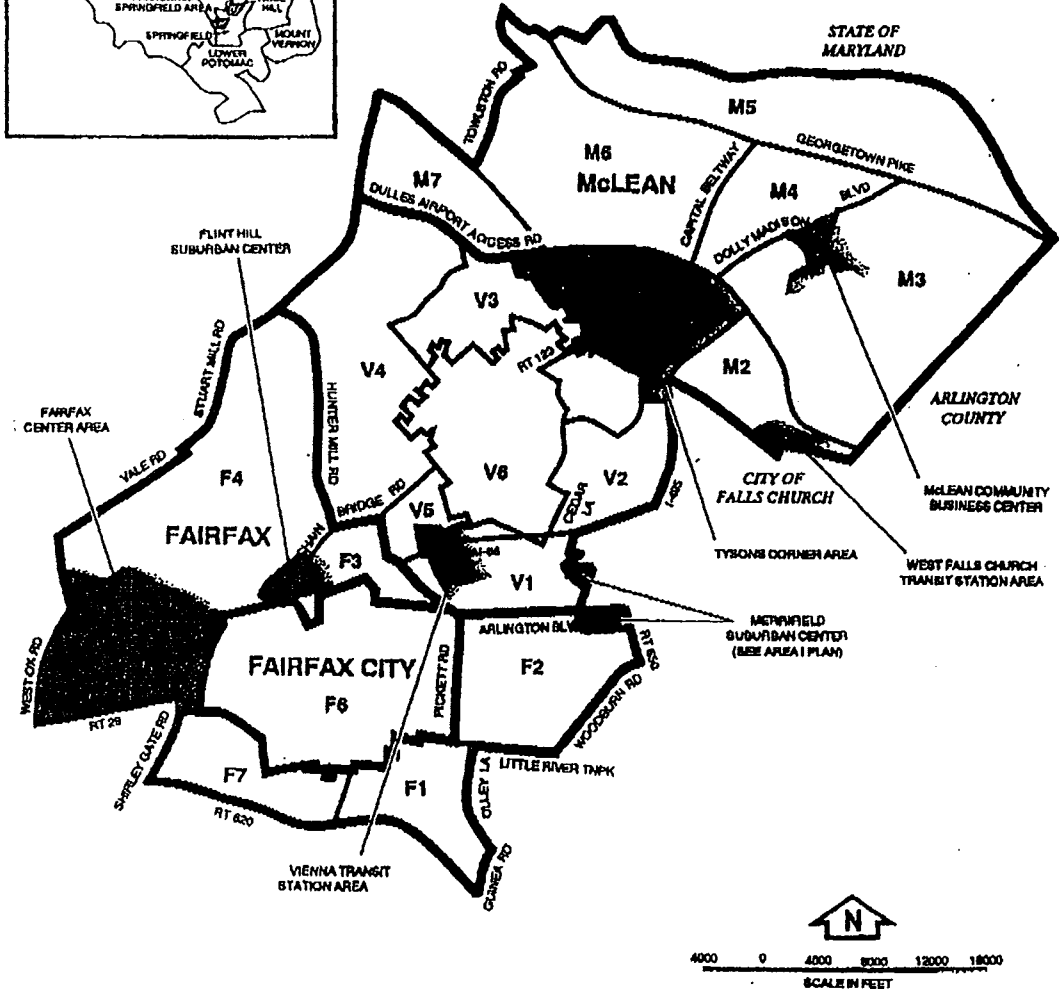 SPRINGFIELD AREA
HILL
SPRINGFIELD
MOUNT
VERNON
LOWER
POTOMAC
STATE OF
MARYLAND
TOWLSTON RD
M5
M6
McLEAN
GEORGETOWN PIKE
CAPITAL BELTWAY
M4
M7
DULLES AIRPORT ACCESS RD
DOLLY MADISON BLVD
FLINT HILL
SUBURBAN CENTER
M3
V3
STUART MILL RD
RT 123
V4
M2
HUNTER MILL RD
ARLINGTON
COUNTY
FAIRFAX
CENTER AREA
VALE RD
F4
V6
V2
CITY OF
FALLS CHURCH
McLEAN COMMUNITY
BUSINESS CENTER
CEDAR LA
I-495
BRIDGE RD
V5
CHAIN
FAIRFAX
I-66
F3
TYSONS CORNER AREA
WEST FALLS CHURCH
TRANSIT STATION AREA
V1
ARLINGTON BLV
MERRIFIELD
SUBURBAN CENTER
(SEE AREA I PLAN)
WEST OX RD
FAIRFAX CITY
F6
PICKETT RD
F2
RT 650
WOODBURN RD
RT 29
SHIRLEY GATE RD
LITTLE RIVER TNPK
F7
F1
OLLEY LA
RT 620
VIENNA TRANSIT
STATION AREA
GUINEA RD
N
4000 0 4000 8000 12000 16000
SCALE IN FEET